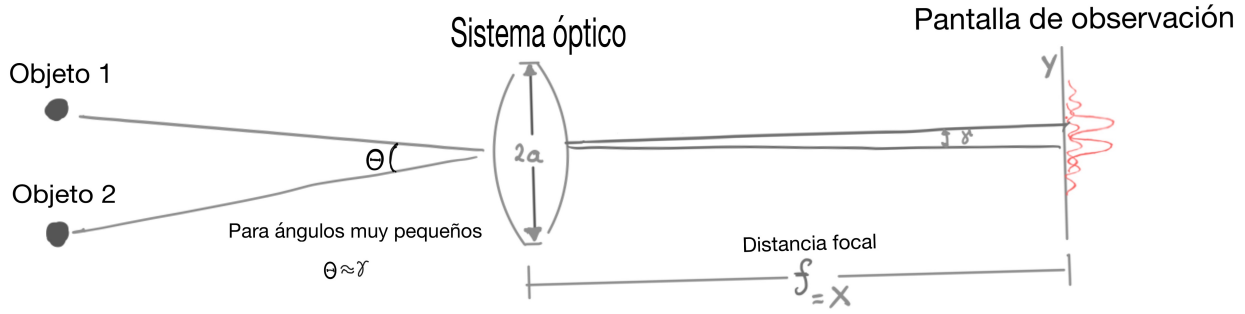 Pantalla de observación
Sistema óptico
Objeto 1
y
Θ
2a
γ
Objeto 2
Para ángulos muy pequeños
Θ≈γ
Distancia focal
f
=x